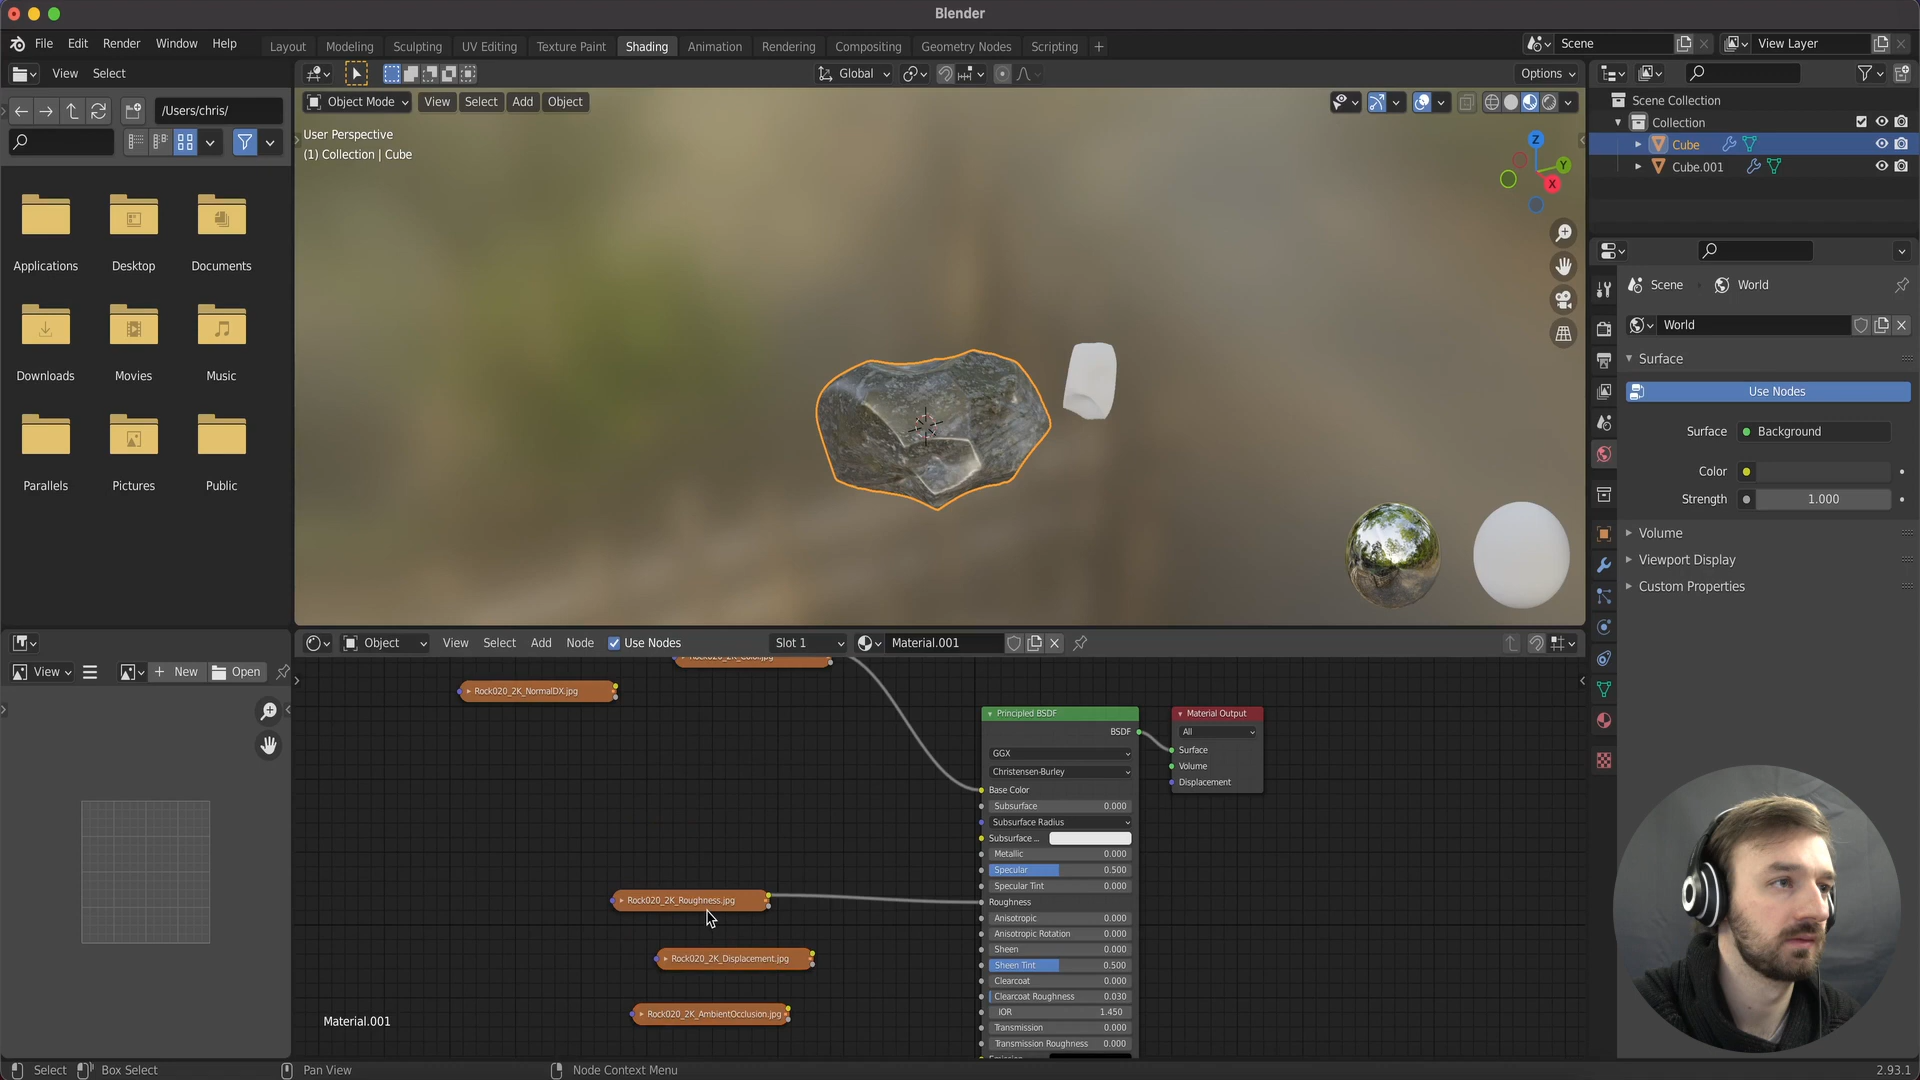 Blender
File Edit Render Window Help
Layout Modeling Sculpting UV Editing Texture Paint Shading Animation Rendering Compositing Geometry Nodes Scripting +
Scene
View Layer
View Select
Global
Options
/Users/chris/
Object Mode View Select Add Object
User Perspective
(1) Collection | Cube
Scene Collection
Collection
Cube
Cube.001
Z
Y
X
Applications Desktop Documents
Downloads Movies Music
Parallels Pictures Public
Scene World
World
Surface
Use Nodes
Surface Background
Color
Strength 1.000
Volume
Viewport Display
Custom Properties
View New Open
Object View Select Add Node Use Nodes Slot 1 Material.001
Rock020_2K_Color.jpg
Rock020_2K_NormalDX.jpg
Rock020_2K_Roughness.jpg
Rock020_2K_Displacement.jpg
Rock020_2K_AmbientOcclusion.jpg
Principled BSDF
BSDF
GGX
Christensen-Burley
Base Color
Subsurface 0.000
Subsurface Radius
Subsurface ..
Metallic 0.000
Specular 0.500
Specular Tint 0.000
Roughness
Anisotropic 0.000
Anisotropic Rotation 0.000
Sheen 0.000
Sheen Tint 0.500
Clearcoat 0.000
Clearcoat Roughness 0.030
IOR 1.450
Transmission 0.000
Transmission Roughness 0.000
Material Output
All
Surface
Volume
Displacement
Material.001
Select Box Select Pan View Node Context Menu 2.93.1